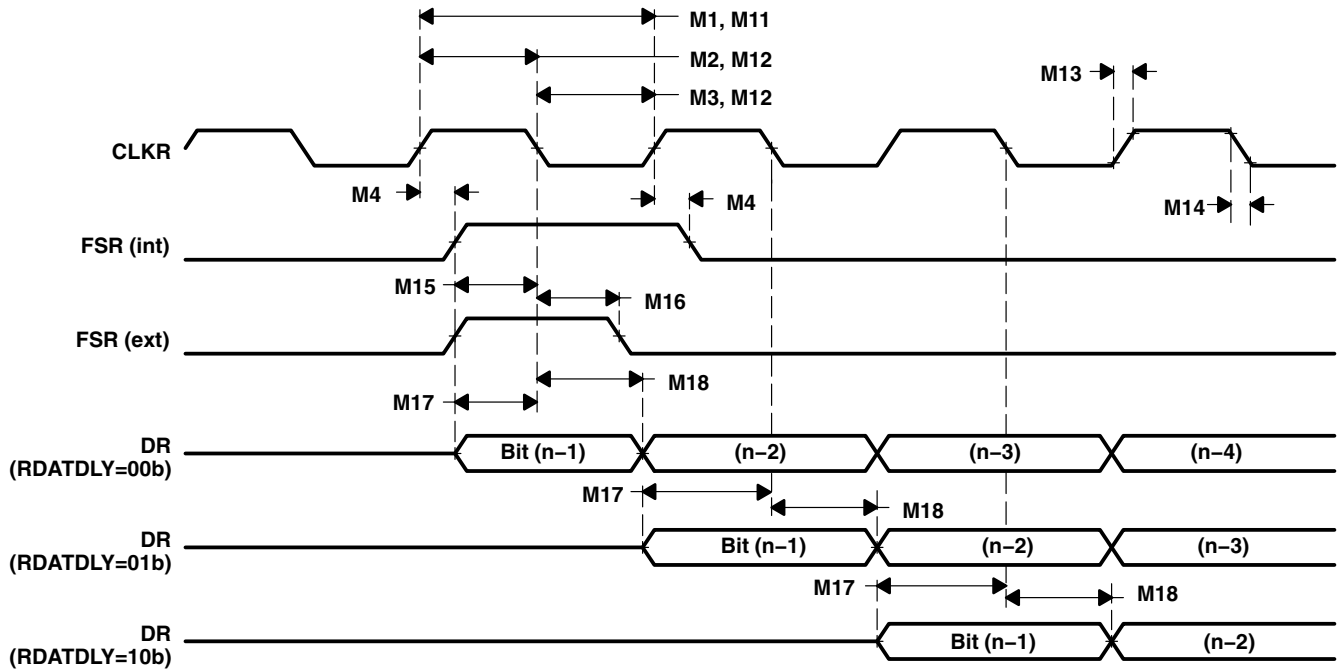 M1, M11
M2, M12
M13
M3, M12
CLKR
M4
M4
M14
FSR (int)
M15
M16
FSR (ext)
M18
M17
DR
(RDATDLY=00b)
Bit (n−1)
(n−2)
(n−3)
(n−4)
M17
M18
DR
(RDATDLY=01b)
Bit (n−1)
(n−2)
(n−3)
M17
M18
DR
(RDATDLY=10b)
Bit (n−1)
(n−2)